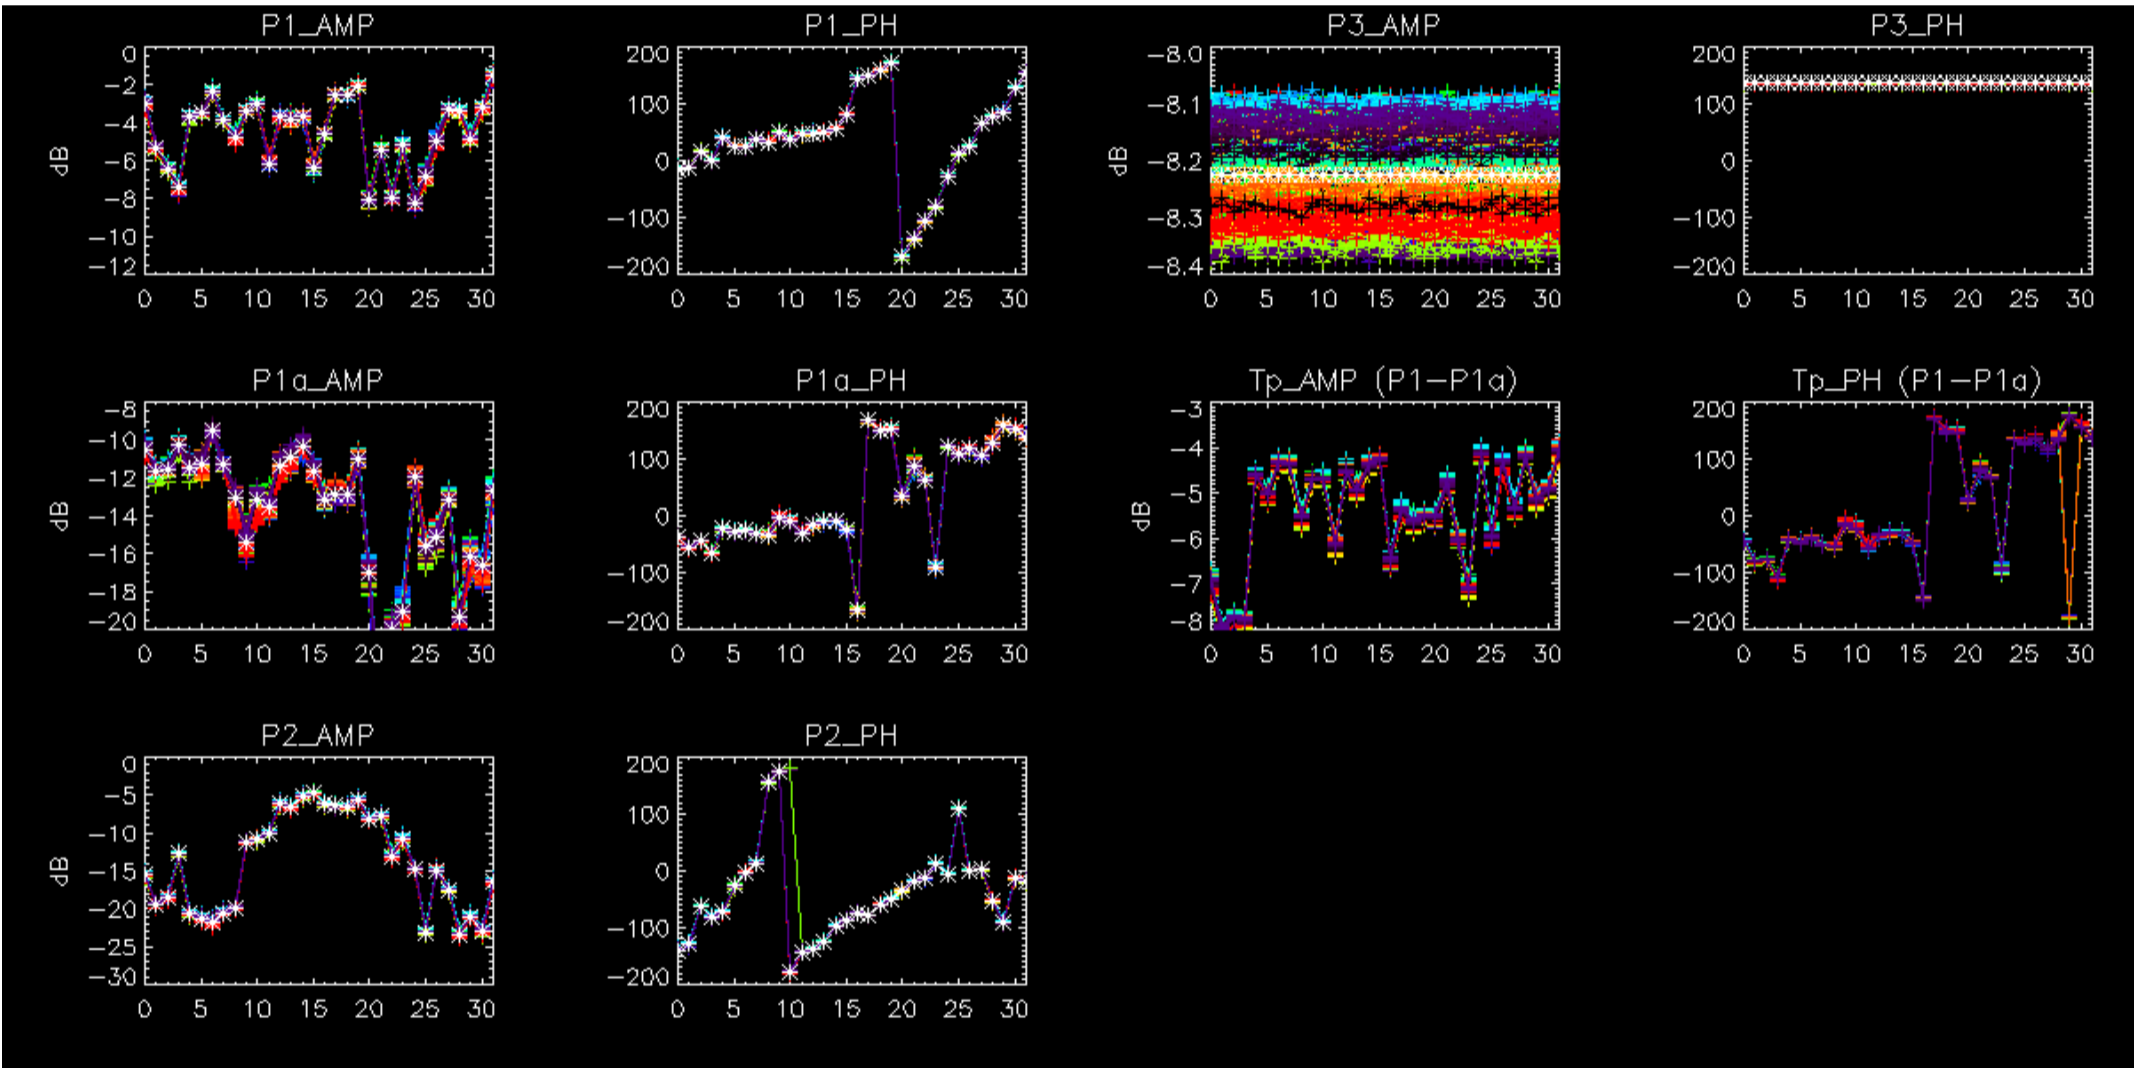 P1_AMP
dB
0
−2
−4
−6
−8
−10
−12
0 5 10 15 20 25 30
P1_PH
200
100
0
−100
−200
0 5 10 15 20 25 30
P3_AMP
dB
−8.0
−8.1
−8.2
−8.3
−8.4
0 5 10 15 20 25 30
P3_PH
200
100
0
−100
−200
0 5 10 15 20 25 30
P1a_AMP
dB
−8
−10
−12
−14
−16
−18
−20
0 5 10 15 20 25 30
P1a_PH
200
100
0
−100
−200
0 5 10 15 20 25 30
Tp_AMP (P1−P1a)
dB
−3
−4
−5
−6
−7
−8
0 5 10 15 20 25 30
Tp_PH (P1−P1a)
200
100
0
−100
−200
0 5 10 15 20 25 30
P2_AMP
dB
0
−5
−10
−15
−20
−25
−30
0 5 10 15 20 25 30
P2_PH
200
100
0
−100
−200
0 5 10 15 20 25 30